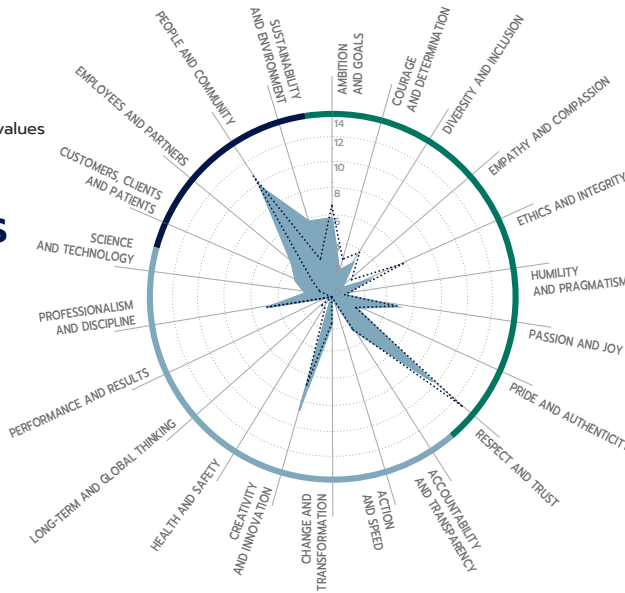 values
s
AMBITION
AND GOALS
COURAGE
AND DETERMINATION
DIVERSITY AND INCLUSION
EMPATHY AND COMPASSION
ETHICS AND INTEGRITY
HUMILITY
AND PRAGMATISM
PASSION AND JOY
PRIDE AND AUTHENTICITY
RESPECT AND TRUST
ACCOUNTABILITY
AND TRANSPARENCY
ACTION
AND SPEED
CHANGE AND
TRANSFORMATION
CREATIVITY
AND INNOVATION
HEALTH AND SAFETY
LONG-TERM AND GLOBAL THINKING
PERFORMANCE AND RESULTS
PROFESSIONALISM
AND DISCIPLINE
SCIENCE
AND TECHNOLOGY
CUSTOMERS, CLIENTS
AND PATIENTS
EMPLOYEES AND PARTNERS
PEOPLE AND COMMUNITY
SUSTAINABILITY
AND ENVIRONMENT
14
12
10
8
6
2
0